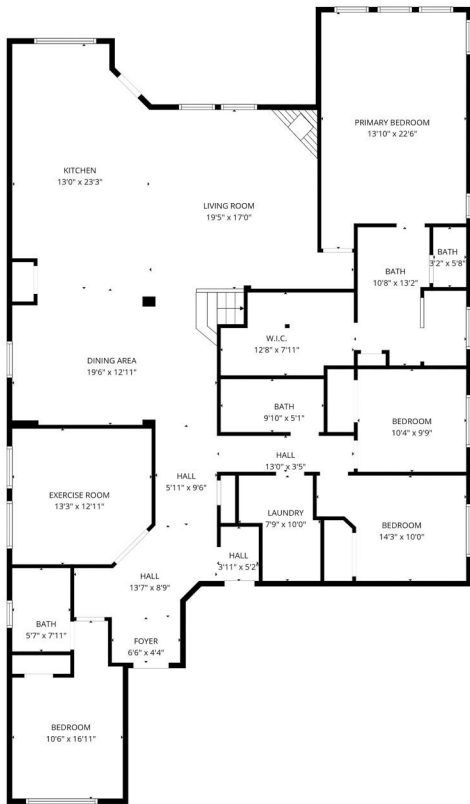 PRIMARY BEDROOM
13'10" x 22'6"
KITCHEN
13'0" x 23'3"
LIVING ROOM
19'5" x 17'0"
BATH
3'2" x 5'8"
BATH
10'8" x 13'2"
W.I.C.
12'8" x 7'11"
DINING AREA
19'6" x 12'11"
BATH
9'10" x 5'1"
BEDROOM
10'4" x 9'9"
HALL
13'0" x 3'5"
HALL
5'11" x 9'6"
EXERCISE ROOM
13'3" x 12'11"
LAUNDRY
7'9" x 10'0"
BEDROOM
14'3" x 10'0"
HALL
3'11" x 5'2"
HALL
13'7" x 8'9"
BATH
5'7" x 7'11"
FOYER
6'6" x 4'4"
BEDROOM
10'6" x 16'11"